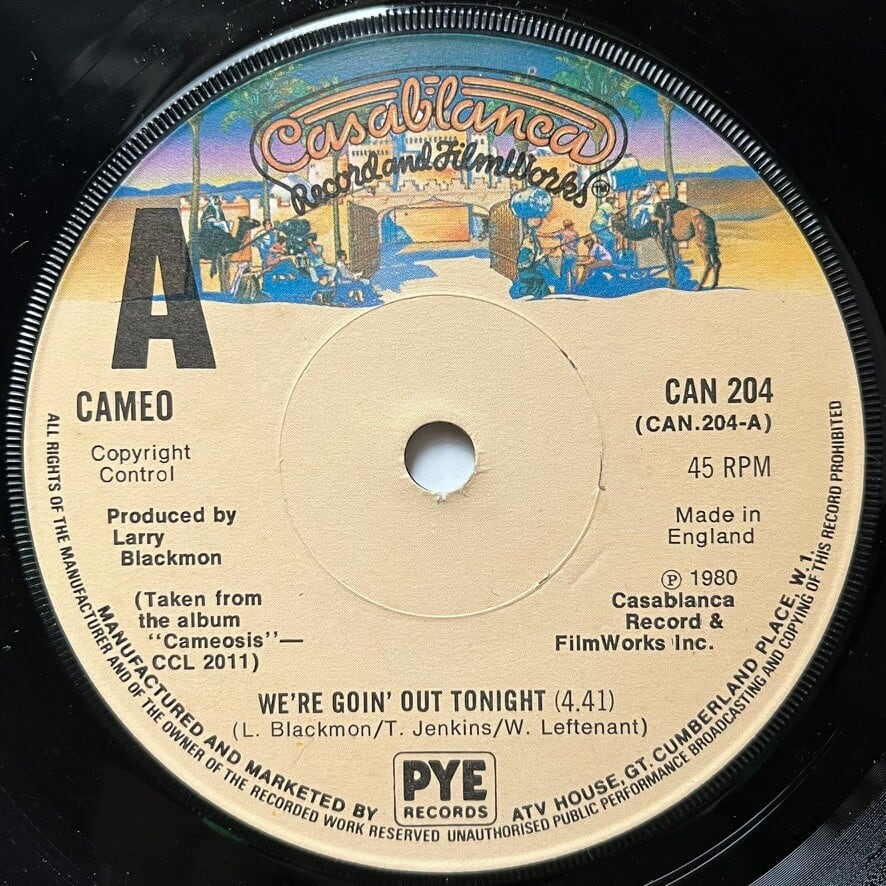 Casablanca
Record and FilmWorks™
A
CAMEO
Copyright
Control
Produced by
Larry
Blackmon
(Taken from
the album
"Cameosis"—
CCL 2011)
CAN 204
(CAN.204-A)
45 RPM
Made in
England
℗ 1980
Casablanca
Record &
FilmWorks Inc.
WE'RE GOIN' OUT TONIGHT (4.41)
(L. Blackmon/T. Jenkins/W. Leftenant)
PYE
RECORDS
MANUFACTURED AND MARKETED BY
ATV HOUSE, GT. CUMBERLAND PLACE, W.1.
ALL RIGHTS OF THE MANUFACTURER AND OF THE OWNER OF THE RECORDED WORK RESERVED UNAUTHORISED PUBLIC PERFORMANCE BROADCASTING AND COPYING OF THIS RECORD PROHIBITED